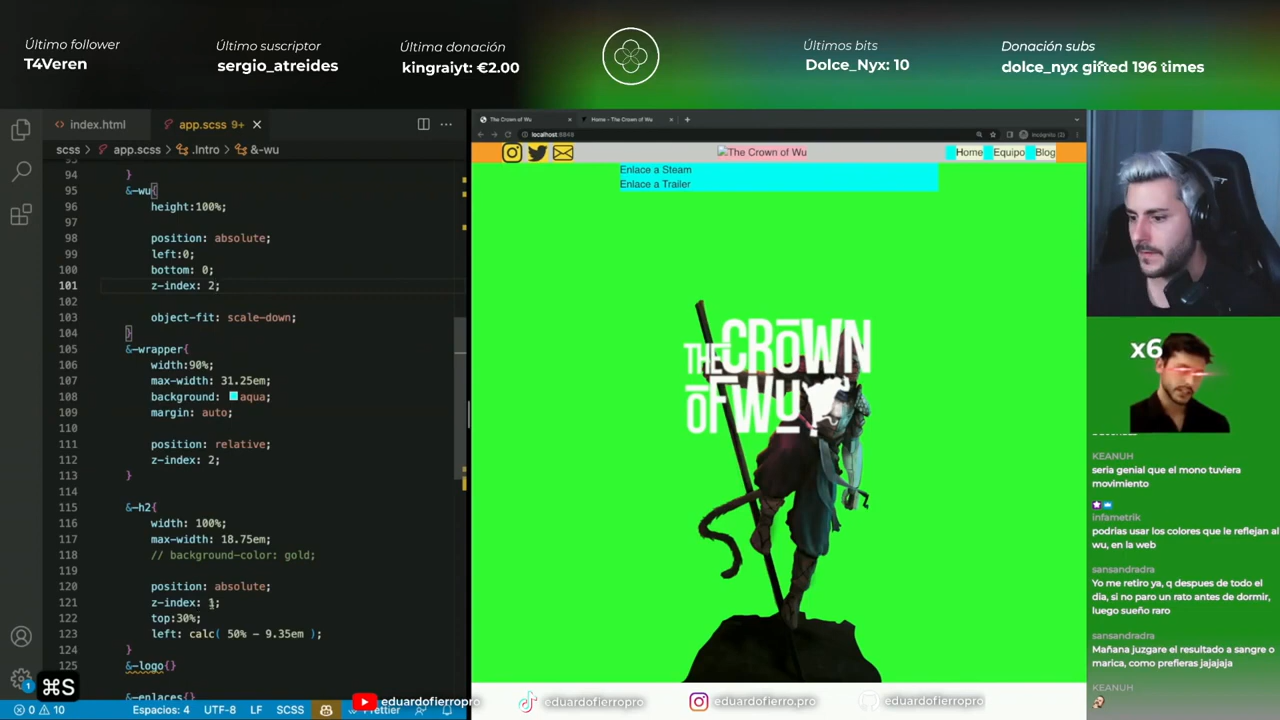 Último follower
T4Veren
Último suscriptor
sergio_atreides
Última donación
kingraiyt: €2.00
Últimos bits
Dolce_Nyx: 10
Donación subs
dolce_nyx gifted 196 times
index.html
app.scss 9+
scss > app.scss > .Intro > &-wu
94 }
95 &-wu{
96 height:100%;
97
98 position: absolute;
99 left:0;
100 bottom: 0;
101 z-index: 2;
102
103 object-fit: scale-down;
104 }
105 &-wrapper{
106 width:90%;
107 max-width: 31.25em;
108 background: aqua;
109 margin: auto;
110
111 position: relative;
112 z-index: 2;
113 }
114
115 &-h2{
116 width: 100%;
117 max-width: 18.75em;
118 // background-color: gold;
119
120 position: absolute;
121 z-index: 1;
122 top:30%;
123 left: calc( 50% - 9.35em );
124 }
125 &-logo{}
&-enlaces{}
⌘S
0 10
Espacios: 4
UTF-8
LF
SCSS
Prettier
The Crown of Wu
Home - The Crown of Wu
localhost:8848
The Crown of Wu
Home
Equipo
Blog
Enlace a Steam
Enlace a Trailer
THE CRŌWN
ŌF WU
x6
KEANUH
seria genial que el mono tuviera
movimiento
infametrik
podrias usar los colores que le reflejan al
wu, en la web
sansandradra
Yo me retiro ya, q despues de todo el
dia, si no paro un rato antes de dormir,
luego sueño raro
sansandradra
Mañana juzgare el resultado a sangre o
marica, como prefieras jajajaja
KEANUH
eduardofierropro
eduardofierropro
eduardofierro.pro
eduardofierropro